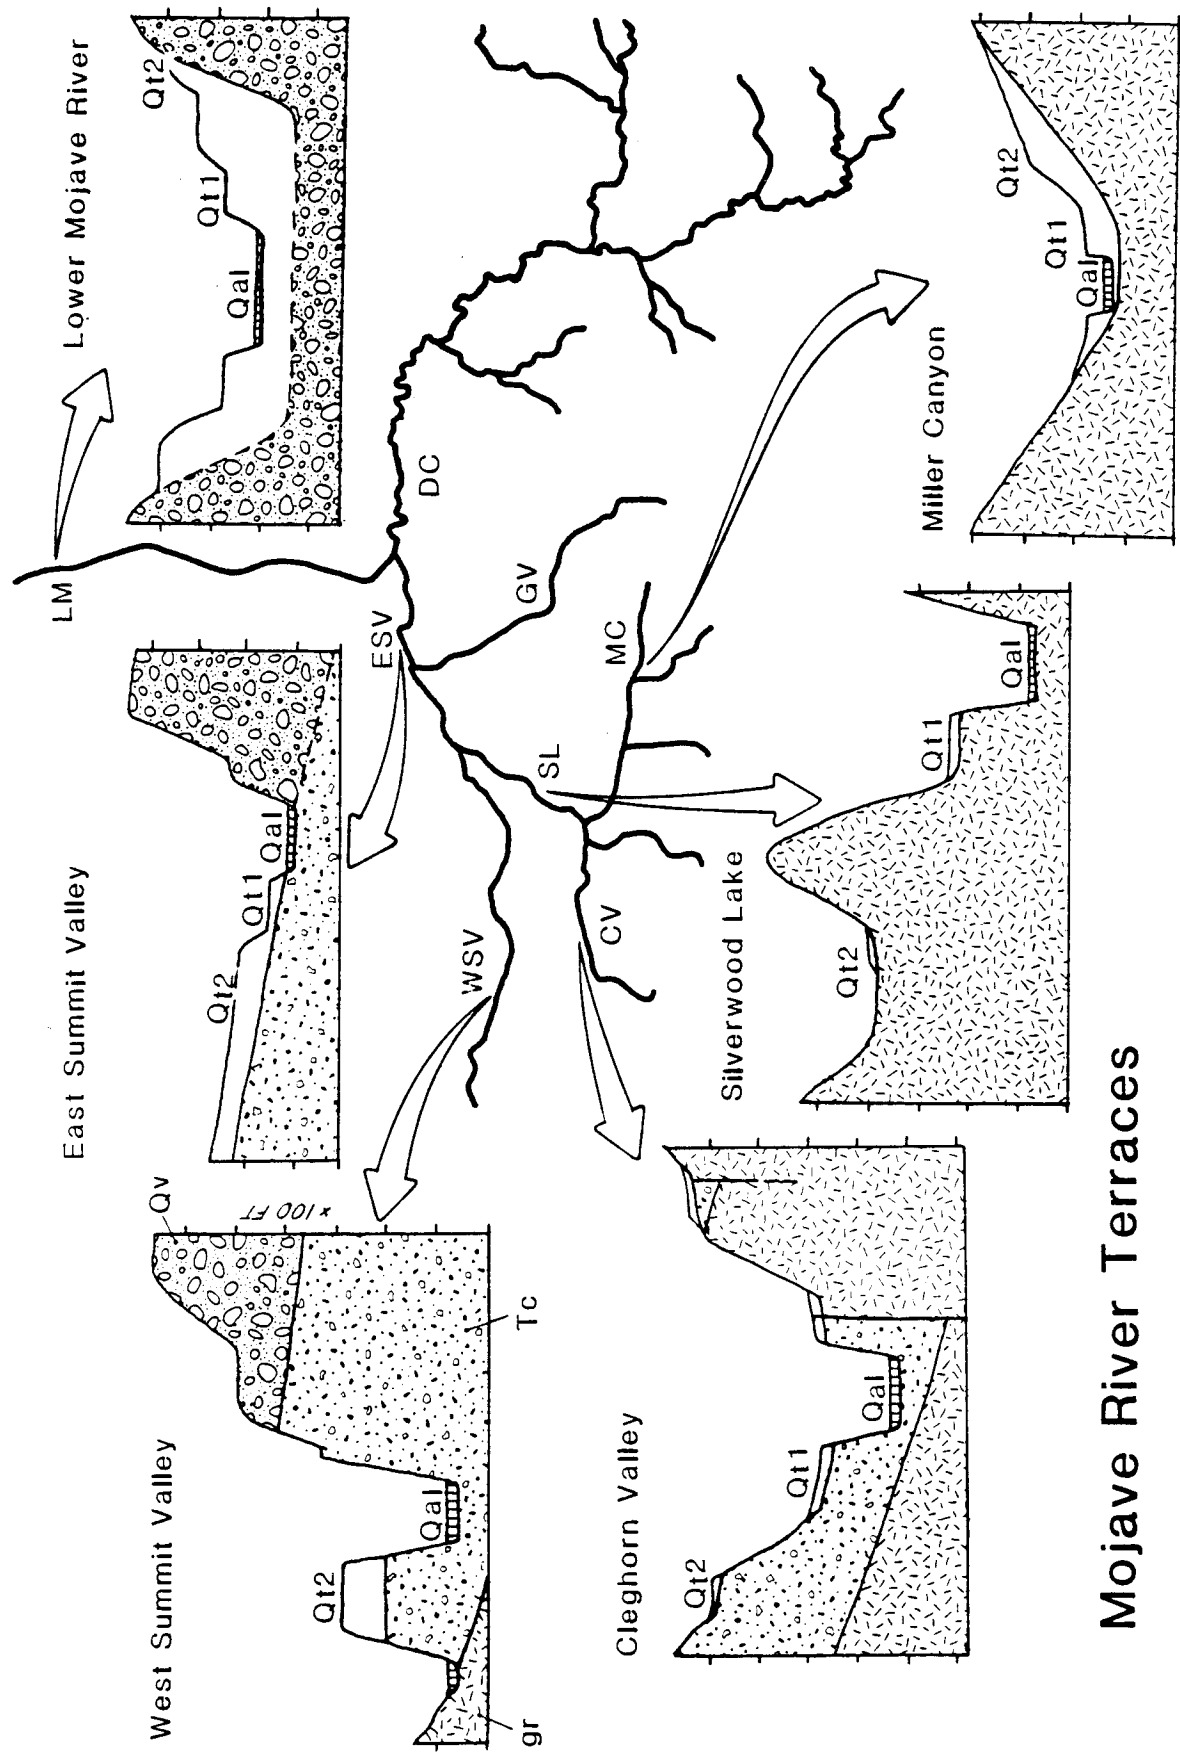 West Summit Valley
Qv
× 100 FT
Qt2
Qal
gr
Tc
East Summit Valley
Qt2
Qt1
Qal
Lower Mojave River
Qal
Qt1
Qt2
LM
ESV
DC
WSV
GV
SL
MC
CV
Cleghorn Valley
Qt2
Qt1
Qal
Silverwood Lake
Qt2
Qt1
Qal
Miller Canyon
Qal
Qt1
Qt2
Mojave River Terraces